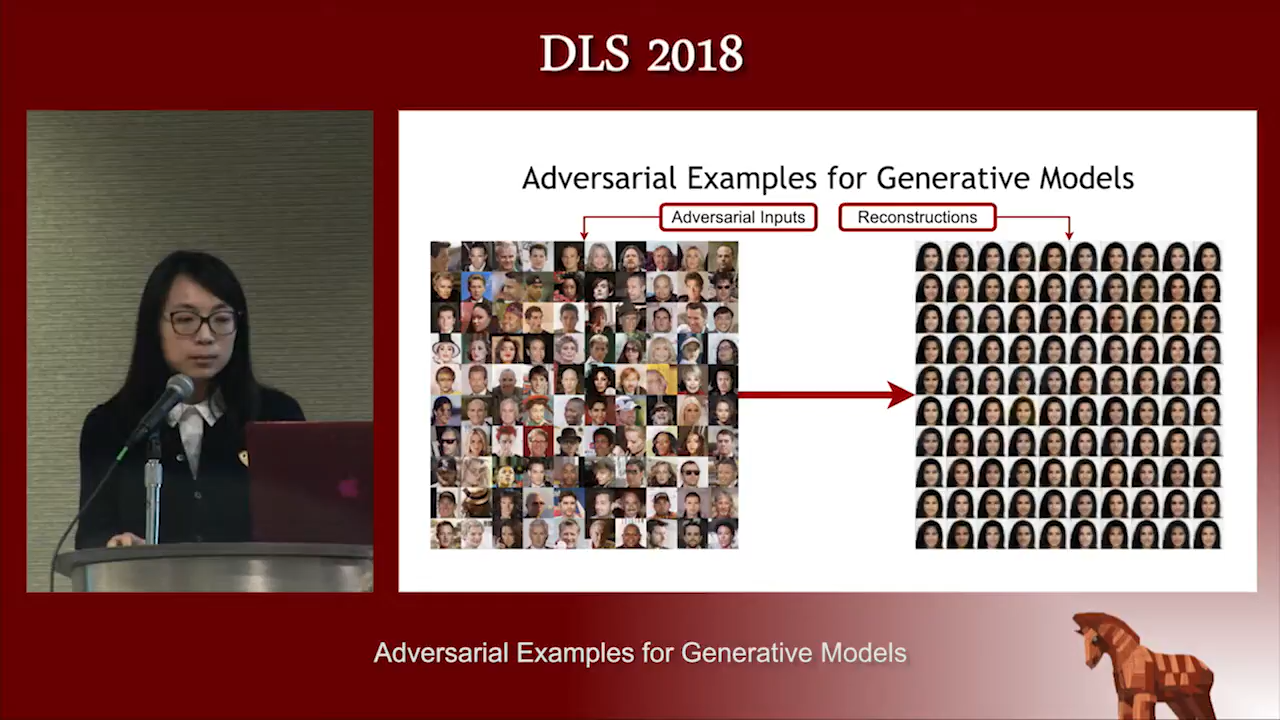 DLS 2018
Adversarial Examples for Generative Models
Adversarial Inputs
Reconstructions
Adversarial Examples for Generative Models